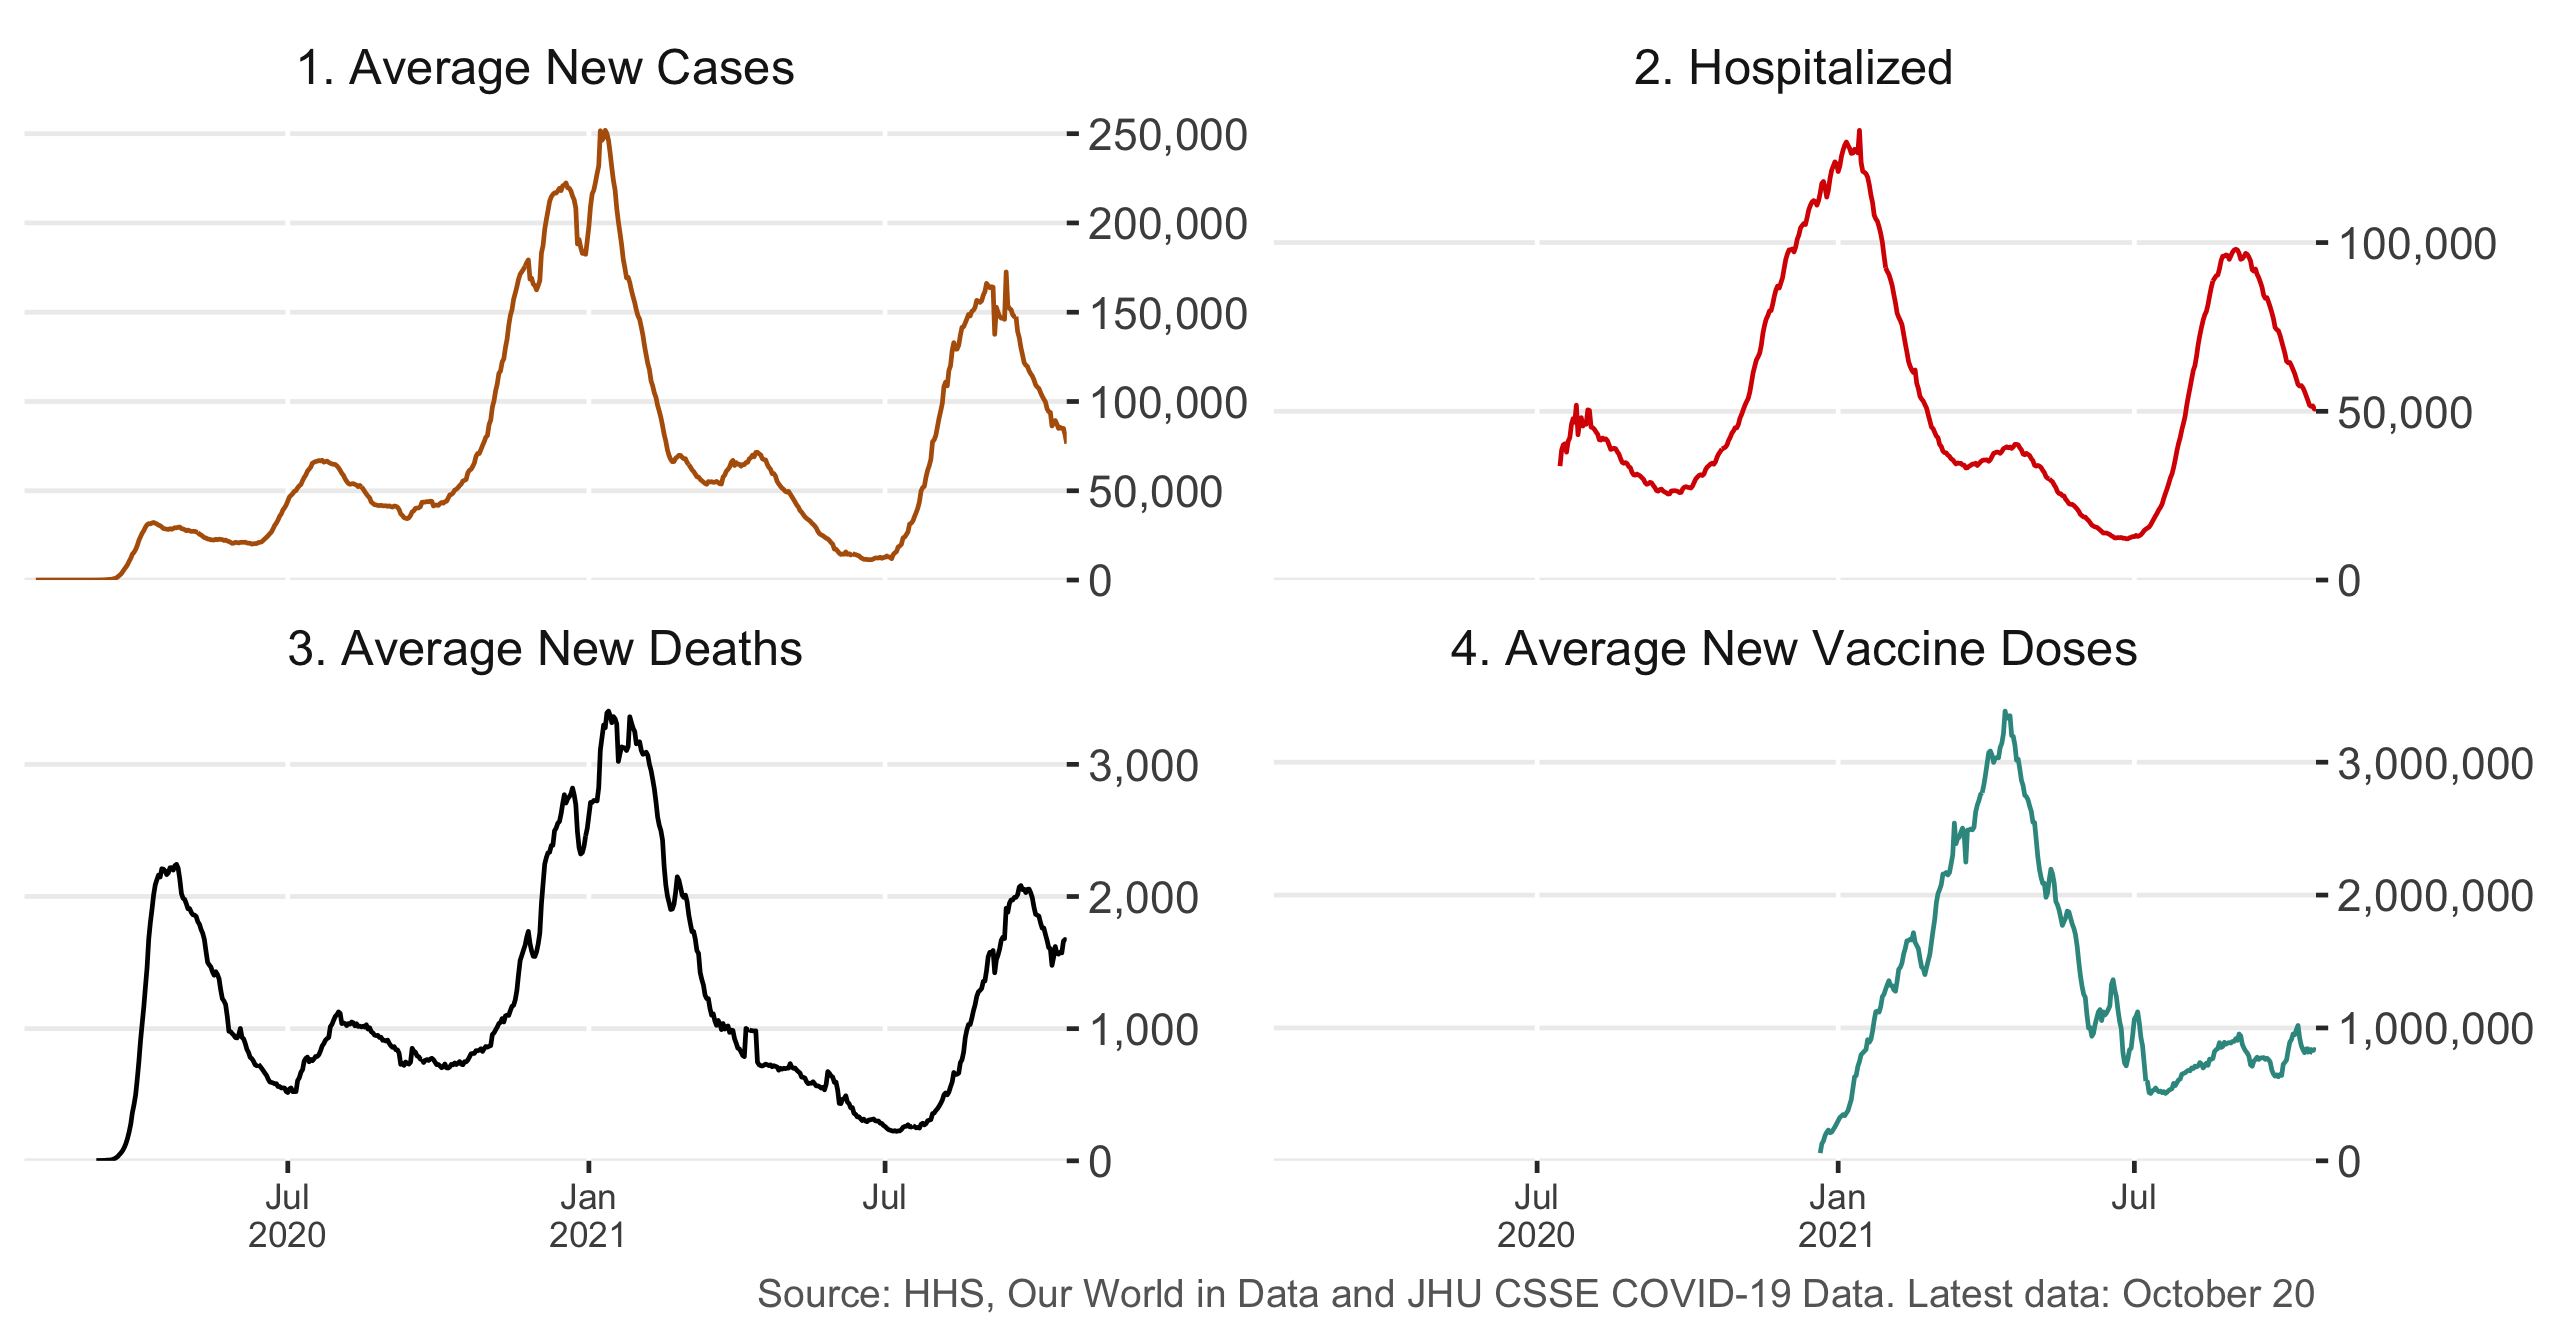 1. Average New Cases
250,000
200,000
150,000
100,000
50,000
0
2. Hospitalized
100,000
50,000
0
3. Average New Deaths
3,000
2,000
1,000
0
Jul
2020
Jan
2021
Jul
4. Average New Vaccine Doses
3,000,000
2,000,000
1,000,000
0
Jul
2020
Jan
2021
Jul
Source: HHS, Our World in Data and JHU CSSE COVID-19 Data. Latest data: October 20